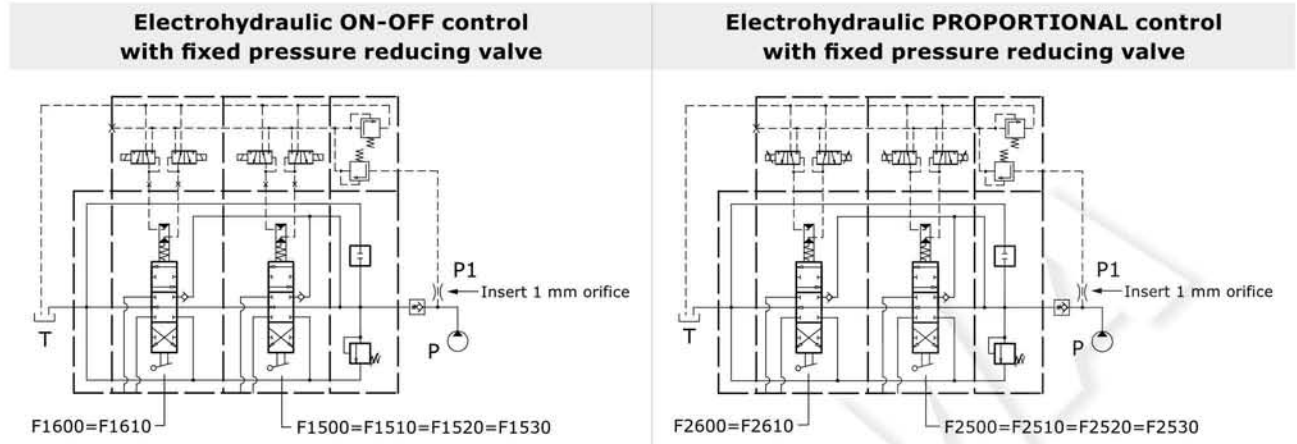 Electrohydraulic ON-OFF control
with fixed pressure reducing valve
P1
Insert 1 mm orifice
T
P
F1600=F1610
F1500=F1510=F1520=F1530
Electrohydraulic PROPORTIONAL control
with fixed pressure reducing valve
P1
Insert 1 mm orifice
T
P
F2600=F2610
F2500=F2510=F2520=F2530